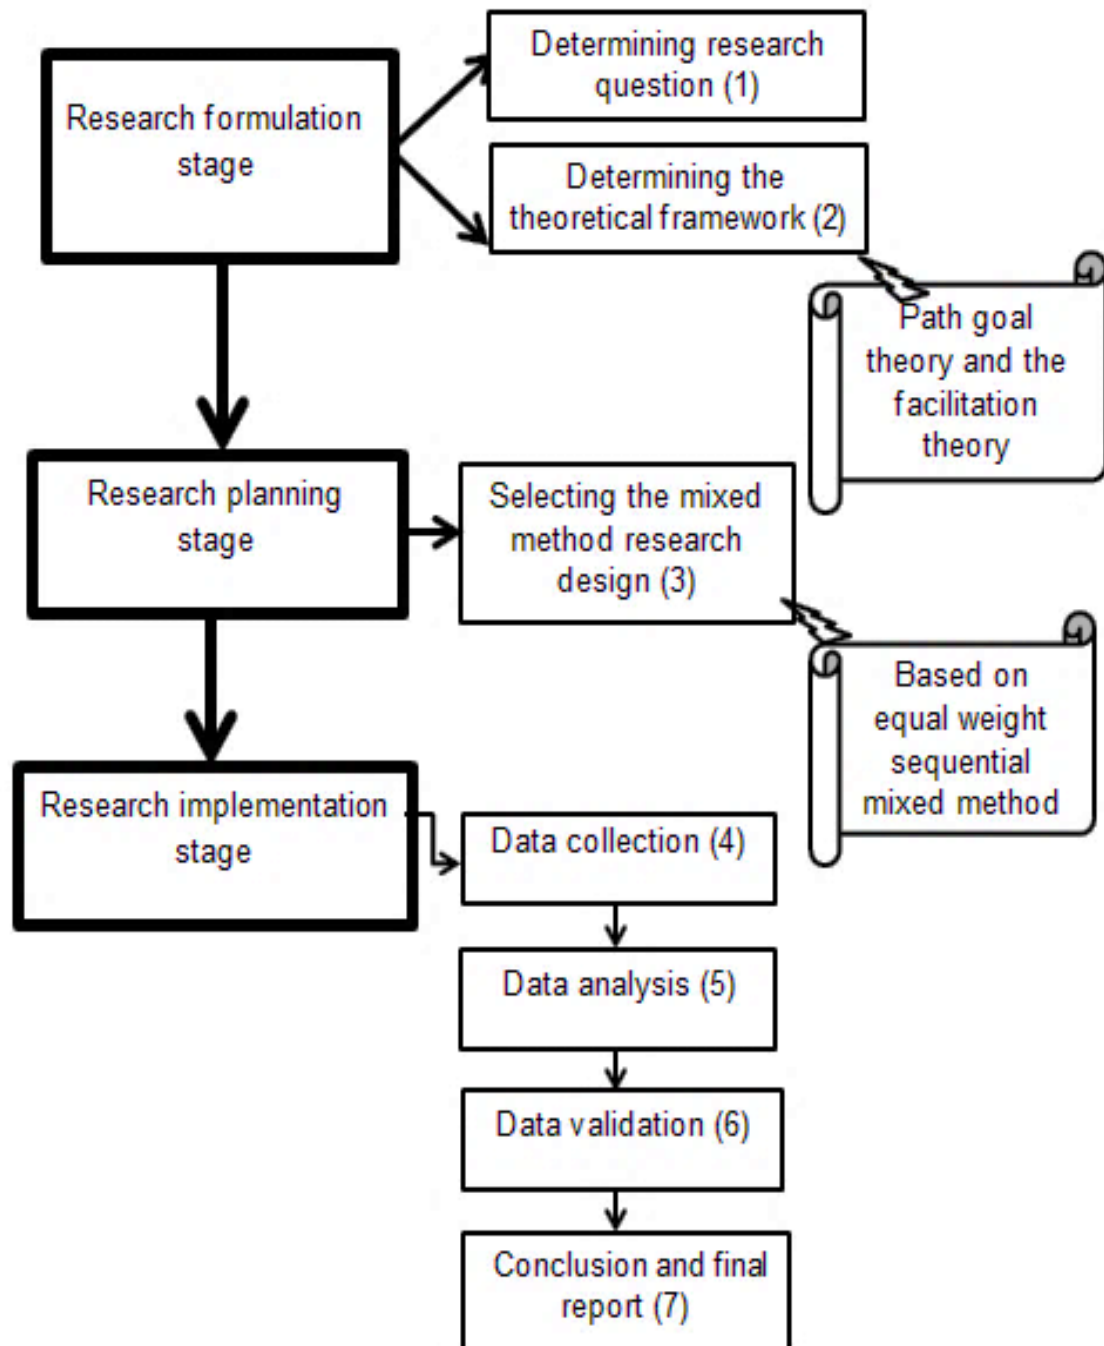 Determining research
question (1)
Research formulation
stage
Determining the
theoretical framework (2)
Path goal
theory and the
facilitation
theory
Research planning
stage
Selecting the mixed
method research
design (3)
Based on
equal weight
sequential
mixed method
Research implementation
stage
Data collection (4)
Data analysis (5)
Data validation (6)
Conclusion and final
report (7)